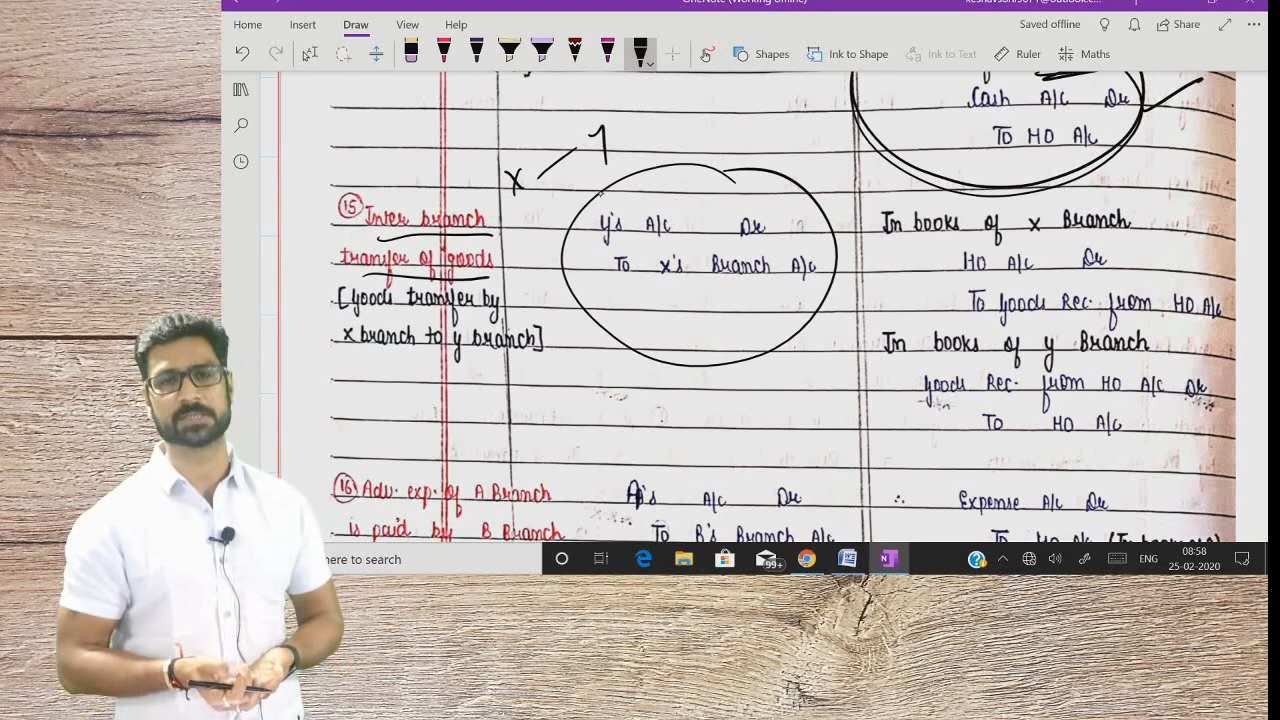 OneNote (Working offline)
Home Insert Draw View Help
Saved offline Share
Shapes Ink to Shape Ink to Text Ruler Maths
Cash A/c Dr
To HO A/c
X
Y
(15) Inter branch
transfer of goods
[goods transfer by
x branch to y branch]
Y's A/c Dr
To x's Branch A/c
In books of x Branch
HO A/c Dr
To goods Rec. from HO A/c
In books of y Branch
goods Rec. from HO A/c Dr
To HO A/c
(16) Adv. exp. of A Branch
is paid by B Branch
A's A/c Dr
To B's Branch A/c
∴ Expense A/c Dr
here to search
99+
ENG
08:58
25-02-2020